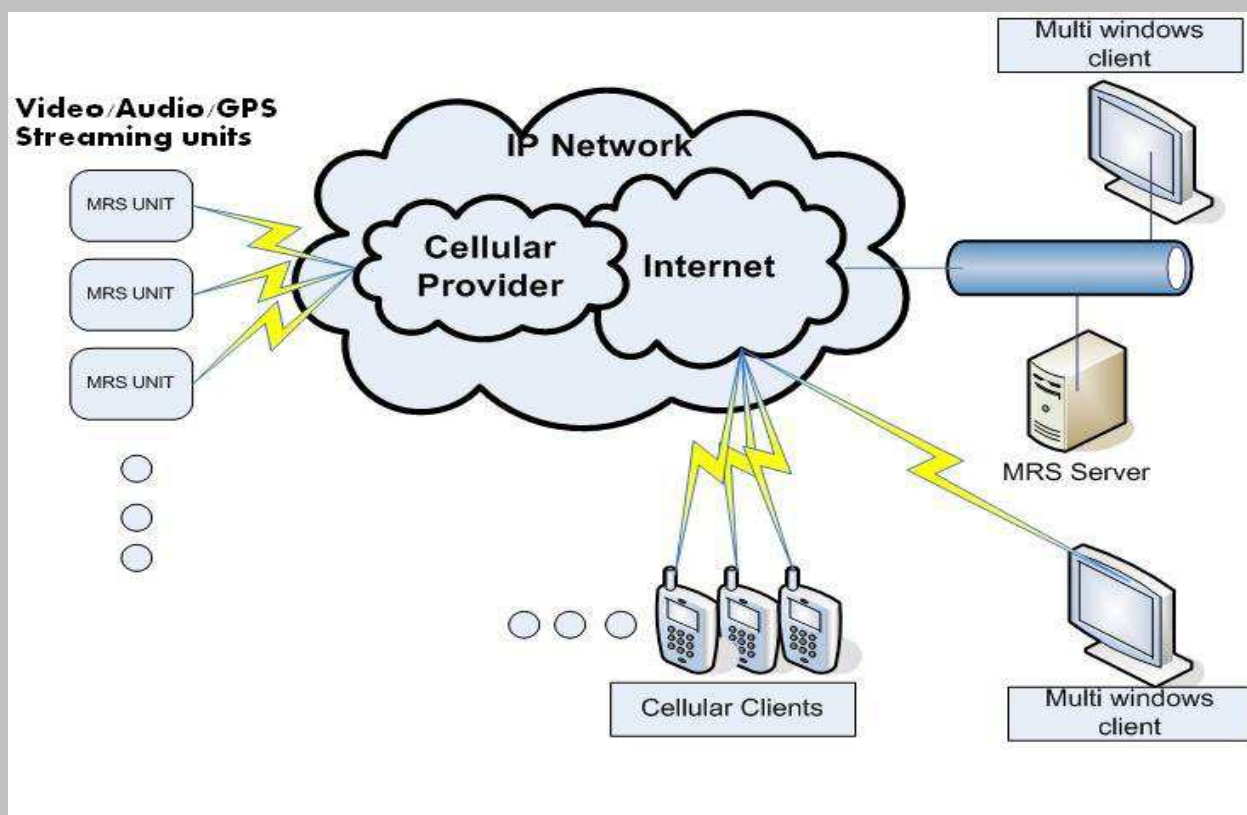 Multi windows
client
Video/Audio/GPS
Streaming units
IP Network
MRS UNIT
Cellular
Provider
Internet
MRS UNIT
MRS UNIT
MRS Server
Cellular Clients
Multi windows
client